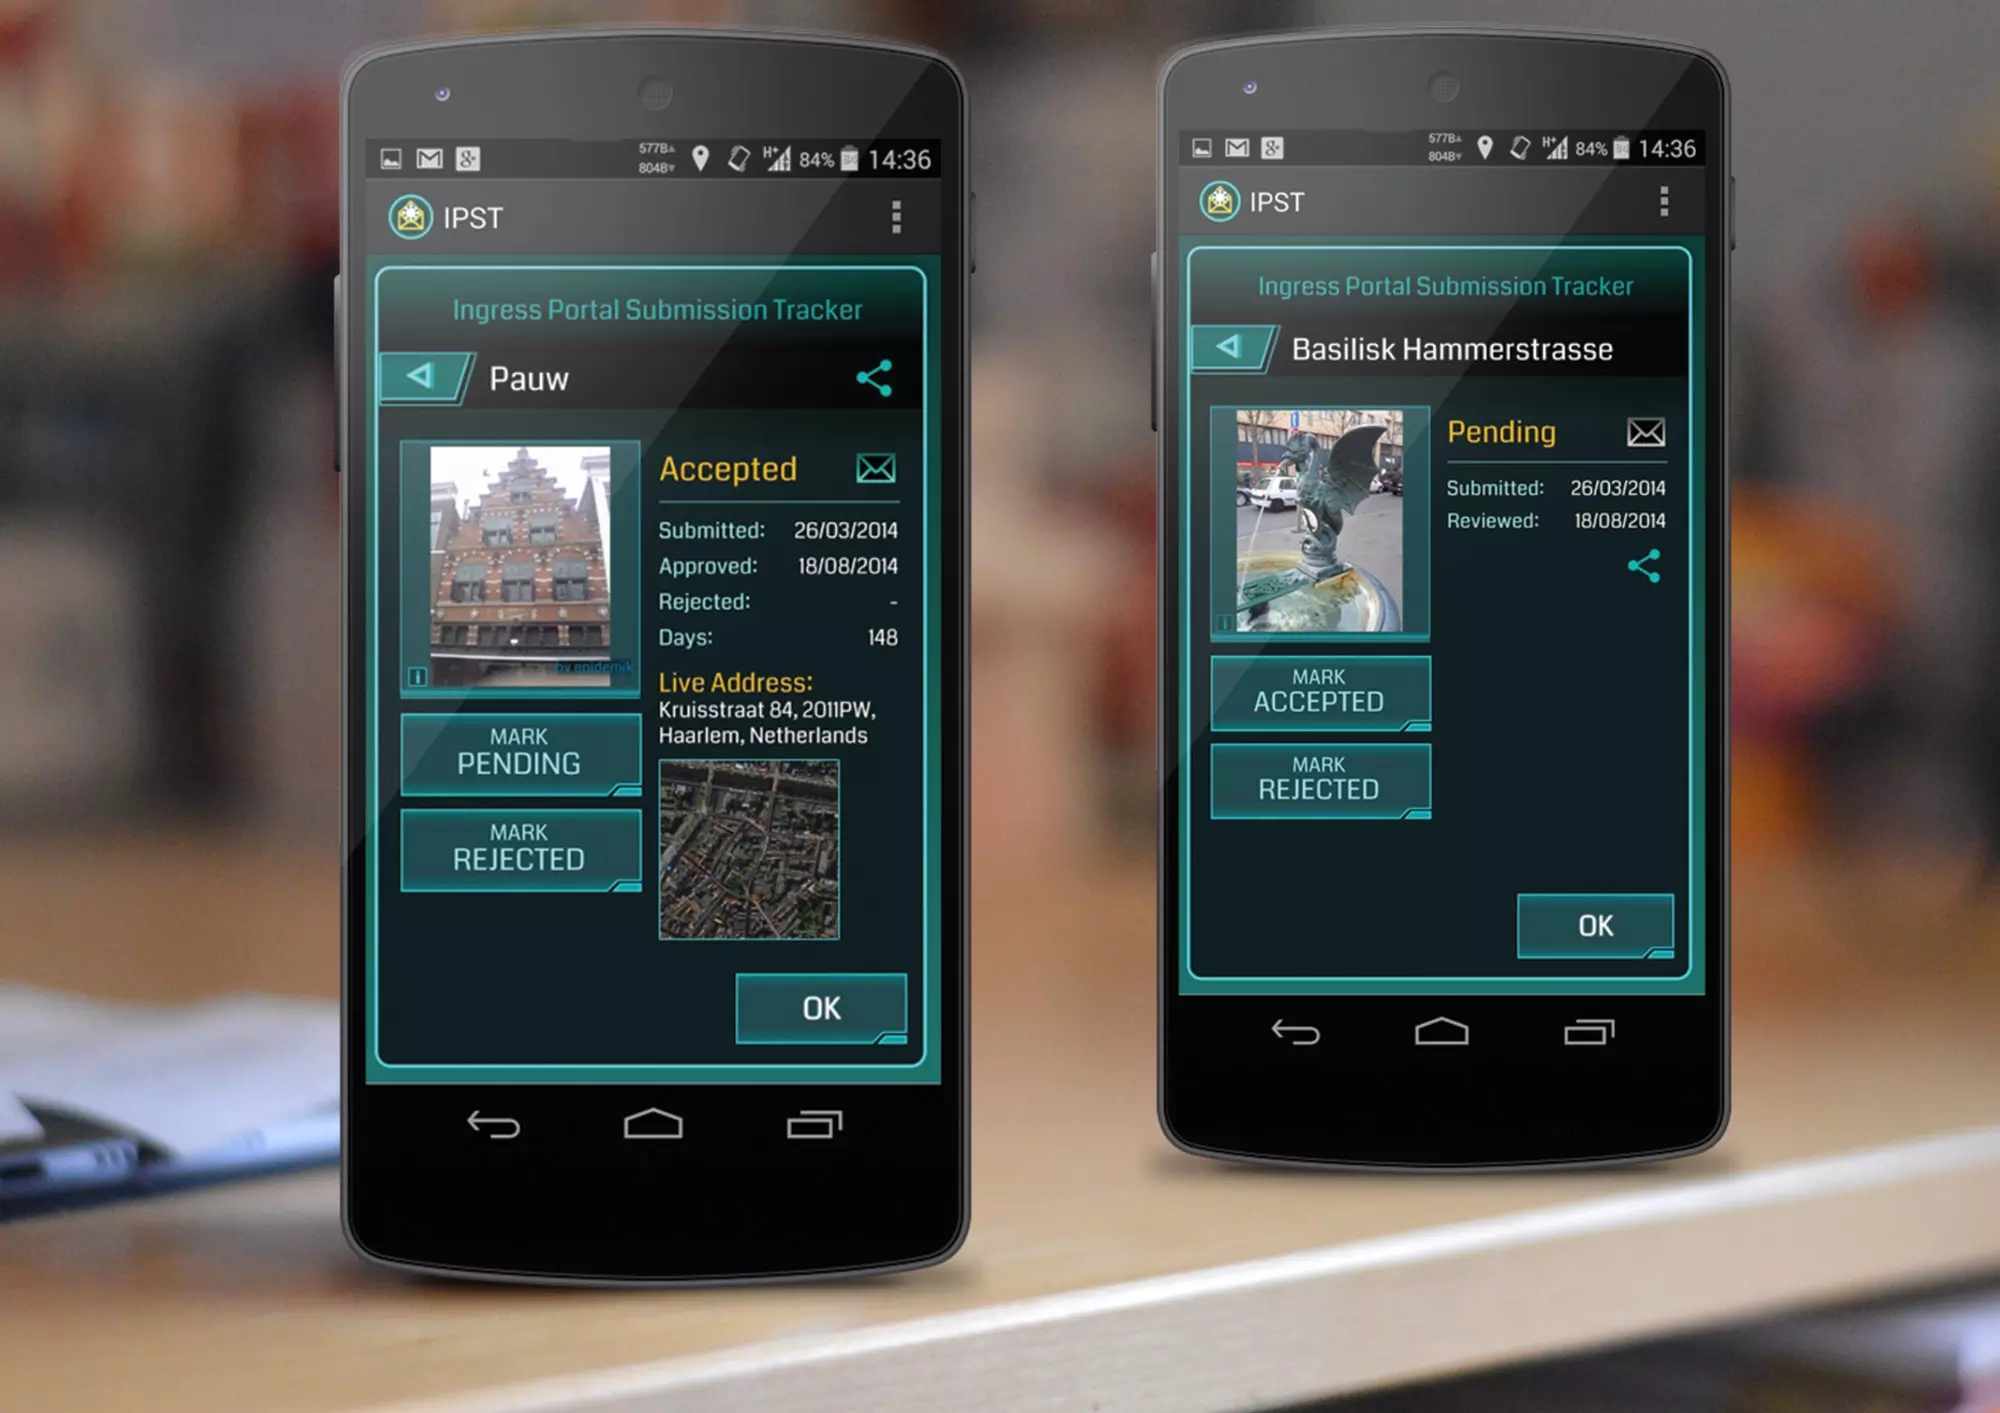 577B
804B
84%
14:36
IPST
Ingress Portal Submission Tracker
Pauw
Accepted
Submitted: 26/03/2014
Approved: 18/08/2014
Rejected: -
Days: 148
by epidemik
Live Address:
Kruisstraat 84, 2011PW,
Haarlem, Netherlands
MARK
PENDING
MARK
REJECTED
OK
577B
804B
84%
14:36
IPST
Ingress Portal Submission Tracker
Basilisk Hammerstrasse
Pending
Submitted: 26/03/2014
Reviewed: 18/08/2014
MARK
ACCEPTED
MARK
REJECTED
OK